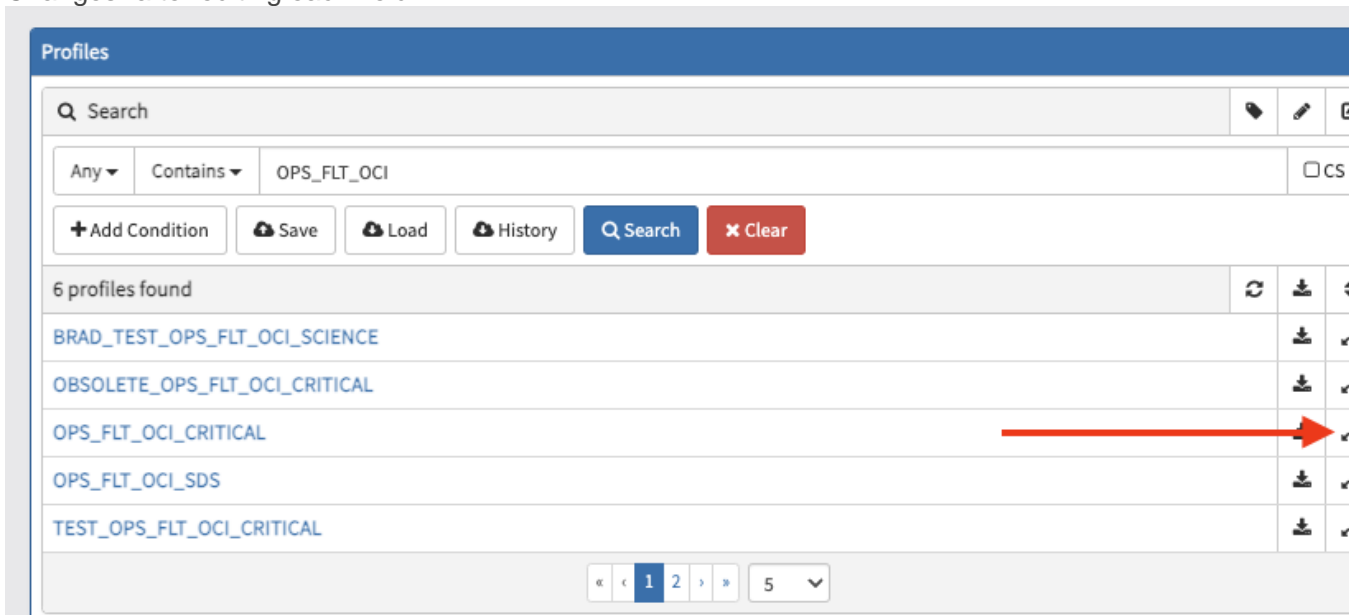 Profiles
Search
Any Contains OPS_FLT_OCI CS
Add Condition Save Load History Search Clear
6 profiles found
BRAD_TEST_OPS_FLT_OCI_SCIENCE
OBSOLETE_OPS_FLT_OCI_CRITICAL
OPS_FLT_OCI_CRITICAL
OPS_FLT_OCI_SDS
TEST_OPS_FLT_OCI_CRITICAL
« ‹ 1 2 › » 5